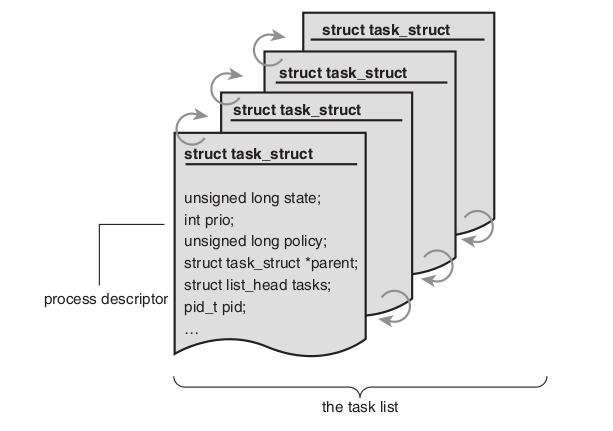 struct task_struct
struct task_struct
struct task_struct
struct task_struct
unsigned long state;
int prio;
unsigned long policy;
struct task_struct *parent;
struct list_head tasks;
pid_t pid;
…
process descriptor
the task list